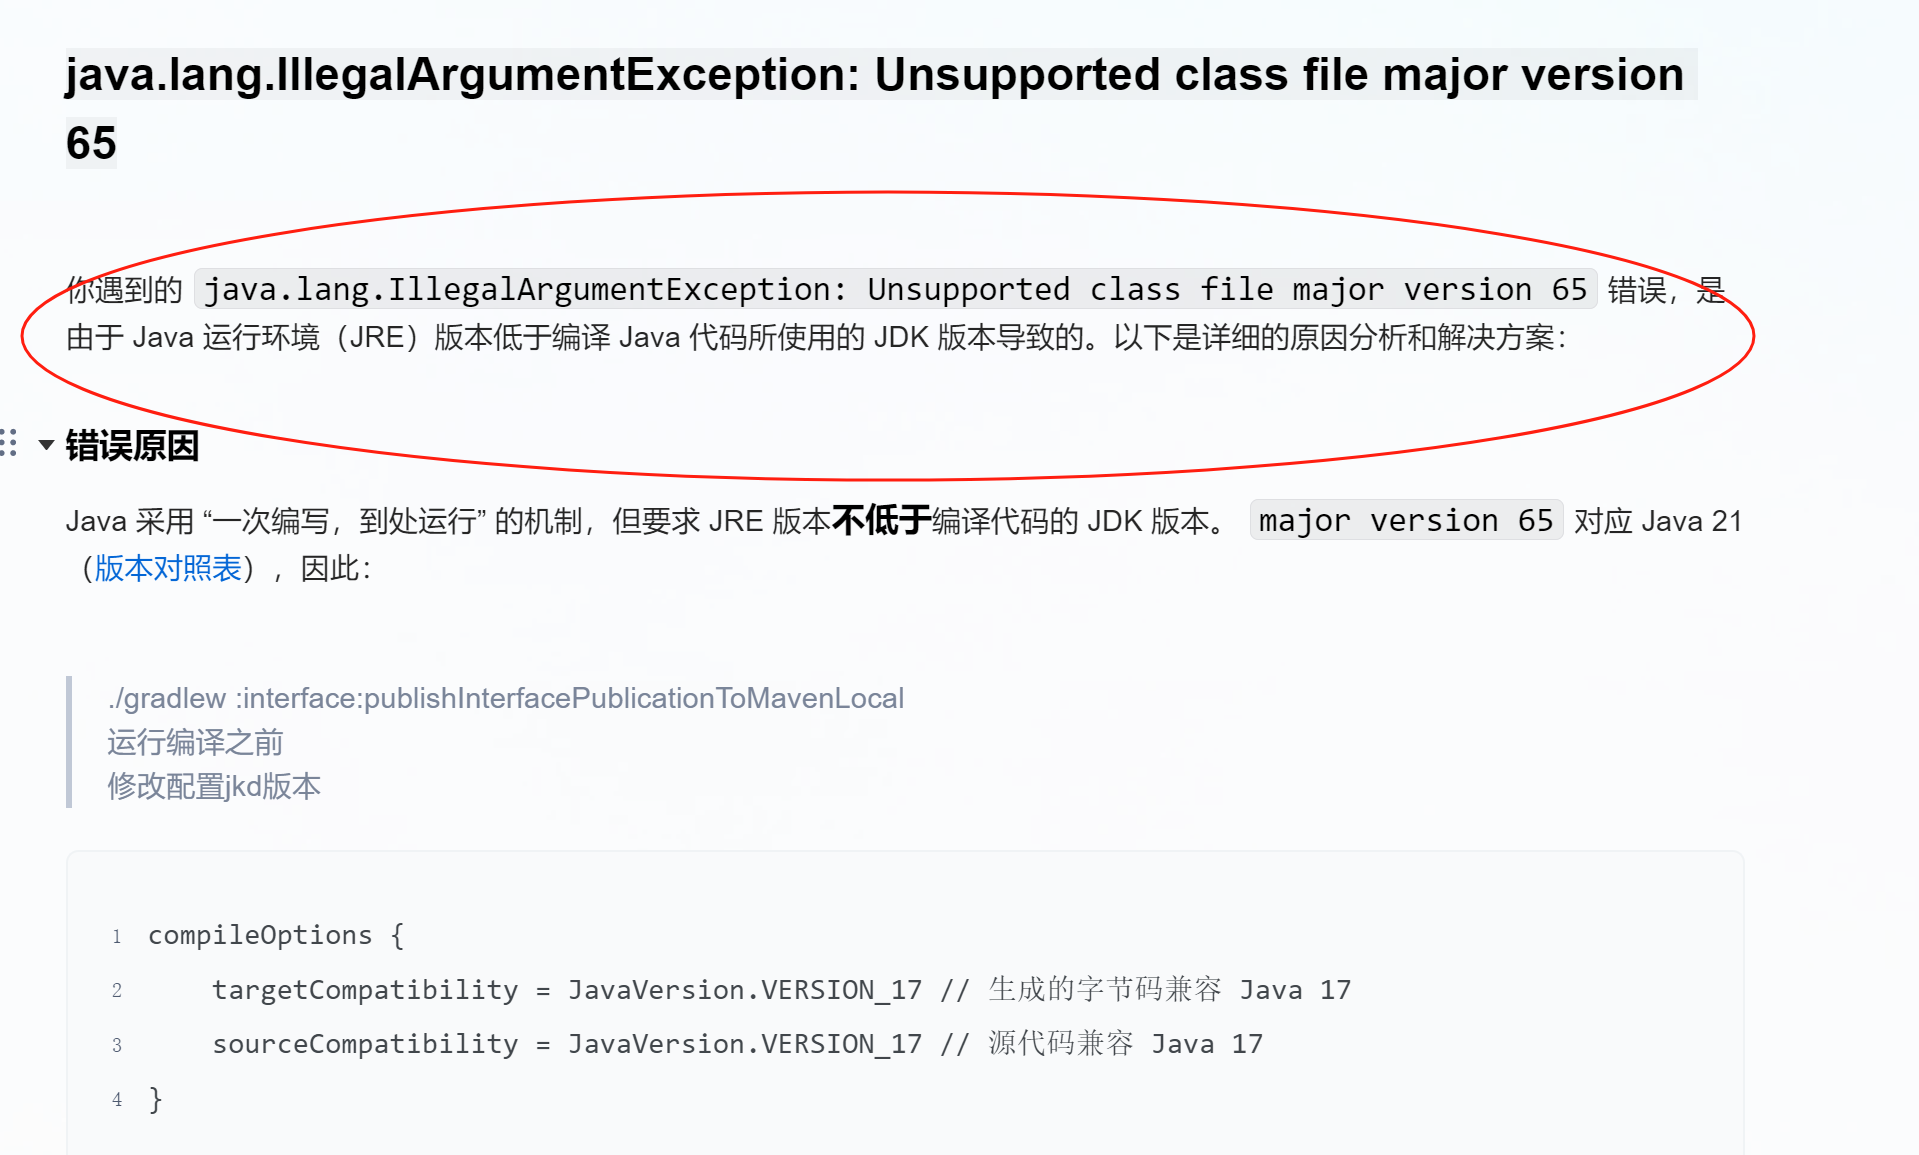 java.lang.IllegalArgumentException: Unsupported class file major version
65
你遇到的 java.lang.IllegalArgumentException: Unsupported class file major version 65 错误，是
由于 Java 运行环境（JRE）版本低于编译 Java 代码所使用的 JDK 版本导致的。以下是详细的原因分析和解决方案：
错误原因
Java 采用 “一次编写，到处运行” 的机制，但要求 JRE 版本不低于编译代码的 JDK 版本。 major version 65 对应 Java 21
（版本对照表），因此：
./gradlew :interface:publishInterfacePublicationToMavenLocal
运行编译之前
修改配置jkd版本
1 compileOptions {
2     targetCompatibility = JavaVersion.VERSION_17 // 生成的字节码兼容 Java 17
3     sourceCompatibility = JavaVersion.VERSION_17 // 源代码兼容 Java 17
4 }